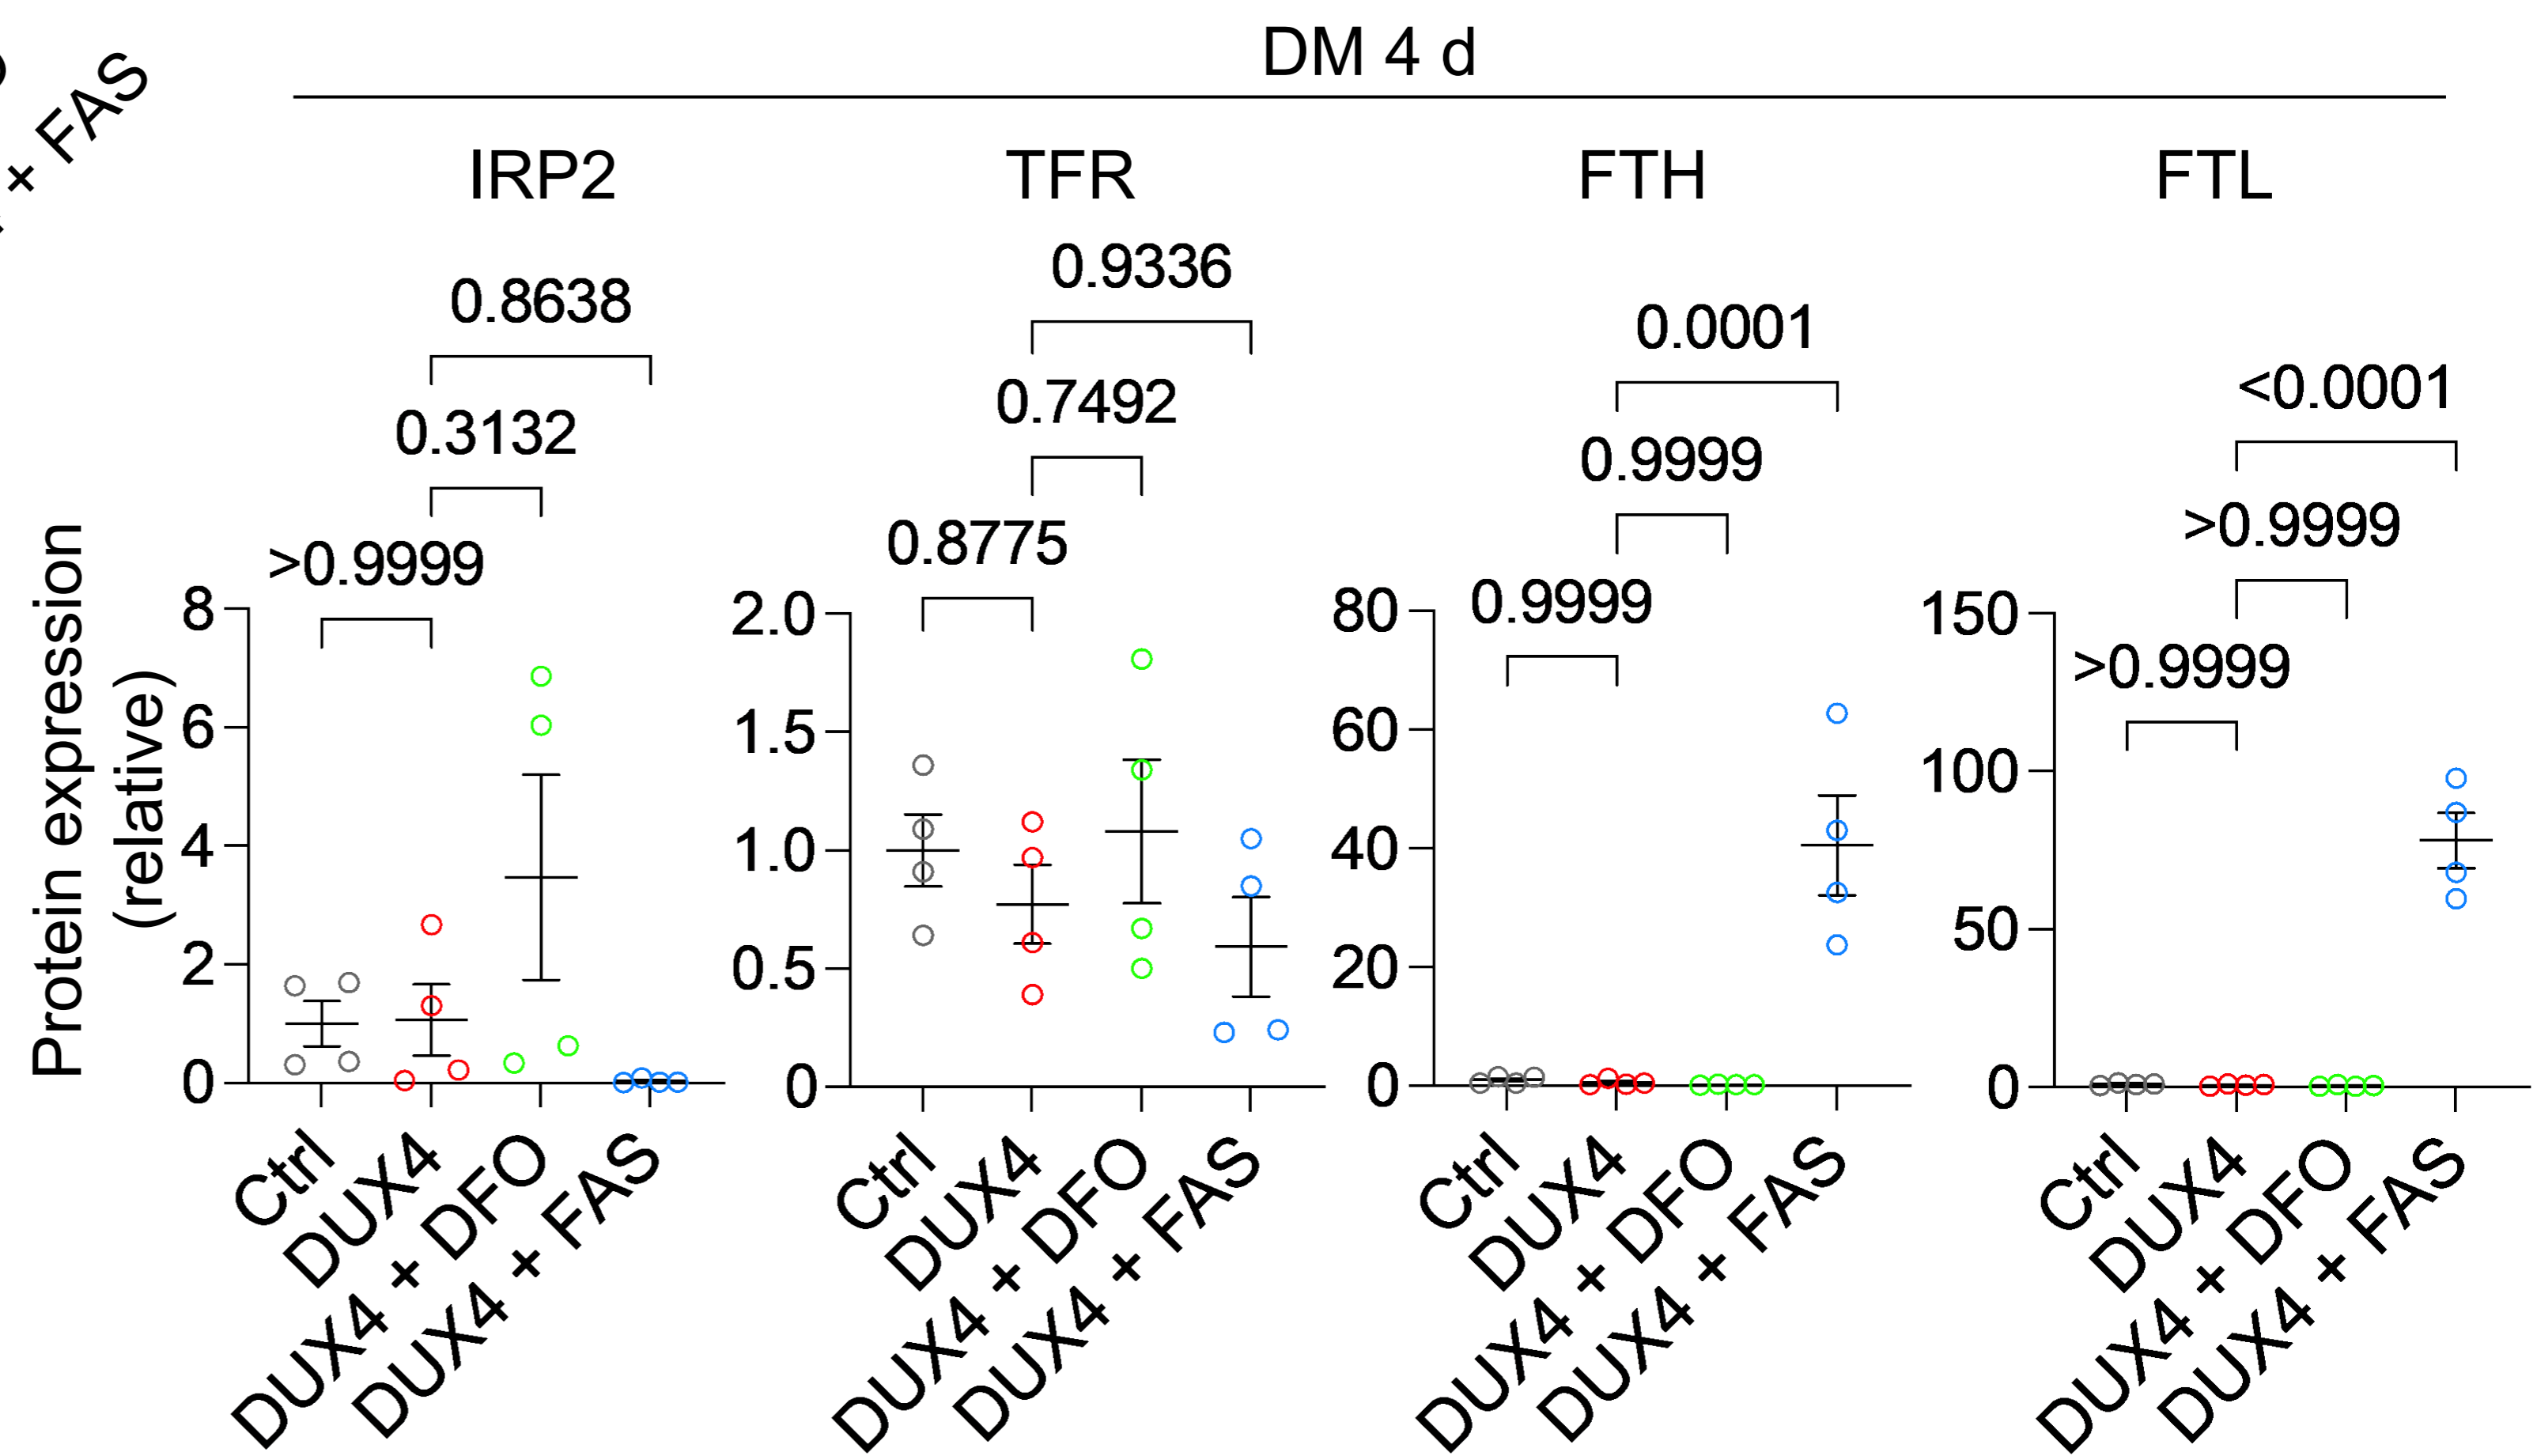 DM 4 d
+ FAS
IRP2
TFR
FTH
FTL
0.8638
0.3132
>0.9999
0.9336
0.7492
0.8775
0.0001
0.9999
0.9999
<0.0001
>0.9999
>0.9999
Protein expression
(relative)
8
6
4
2
0
Ctrl
DUX4
DUX4 + DFO
DUX4 + FAS
2.0
1.5
1.0
0.5
0
Ctrl
DUX4
DUX4 + DFO
DUX4 + FAS
80
60
40
20
0
Ctrl
DUX4
DUX4 + DFO
DUX4 + FAS
150
100
50
0
Ctrl
DUX4
DUX4 + DFO
DUX4 + FAS